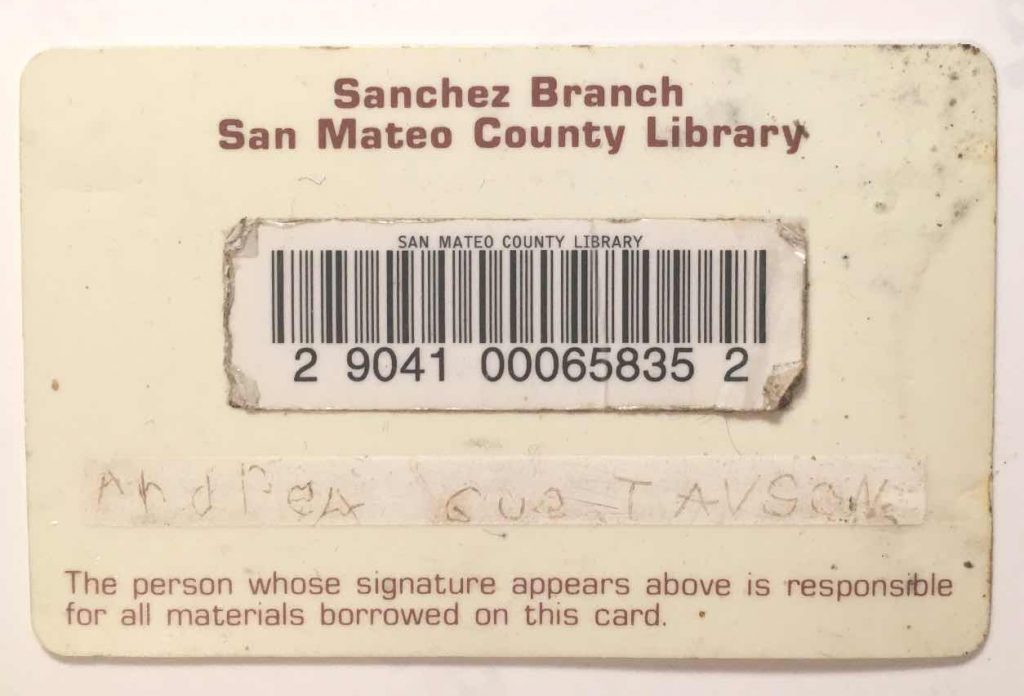 Sanchez Branch
San Mateo County Library
SAN MATEO COUNTY LIBRARY
2 9041 00065835 2
Andrea GusTAVSON
The person whose signature appears above is responsible
for all materials borrowed on this card.